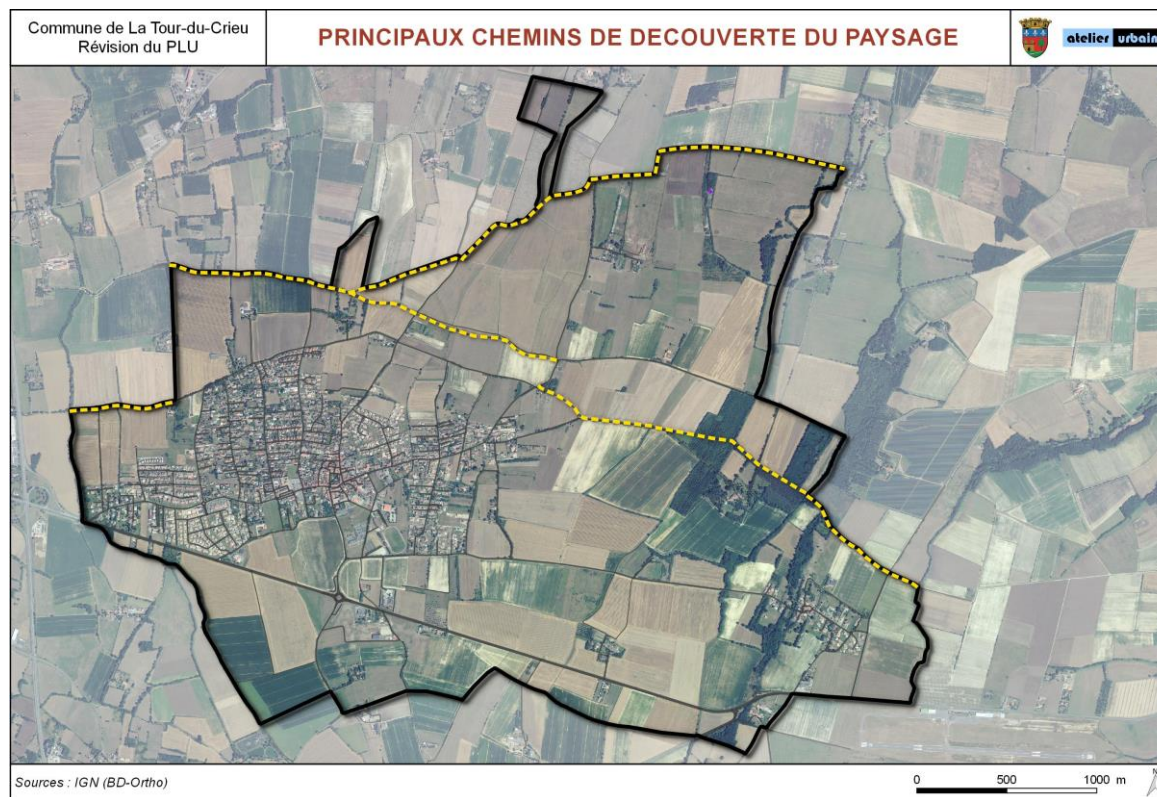 Commune de La Tour-du-Crieu
Révision du PLU
PRINCIPAUX CHEMINS DE DECOUVERTE DU PAYSAGE
atelier urbain
Sources : IGN (BD-Ortho)
0 500 1000 m
N